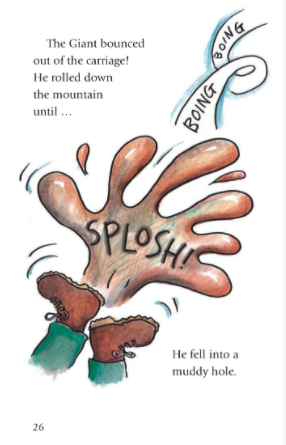 The Giant bounced
out of the carriage!
He rolled down
the mountain
until ...
BOING
BOING
SPLOSH!
He fell into a
muddy hole.
26